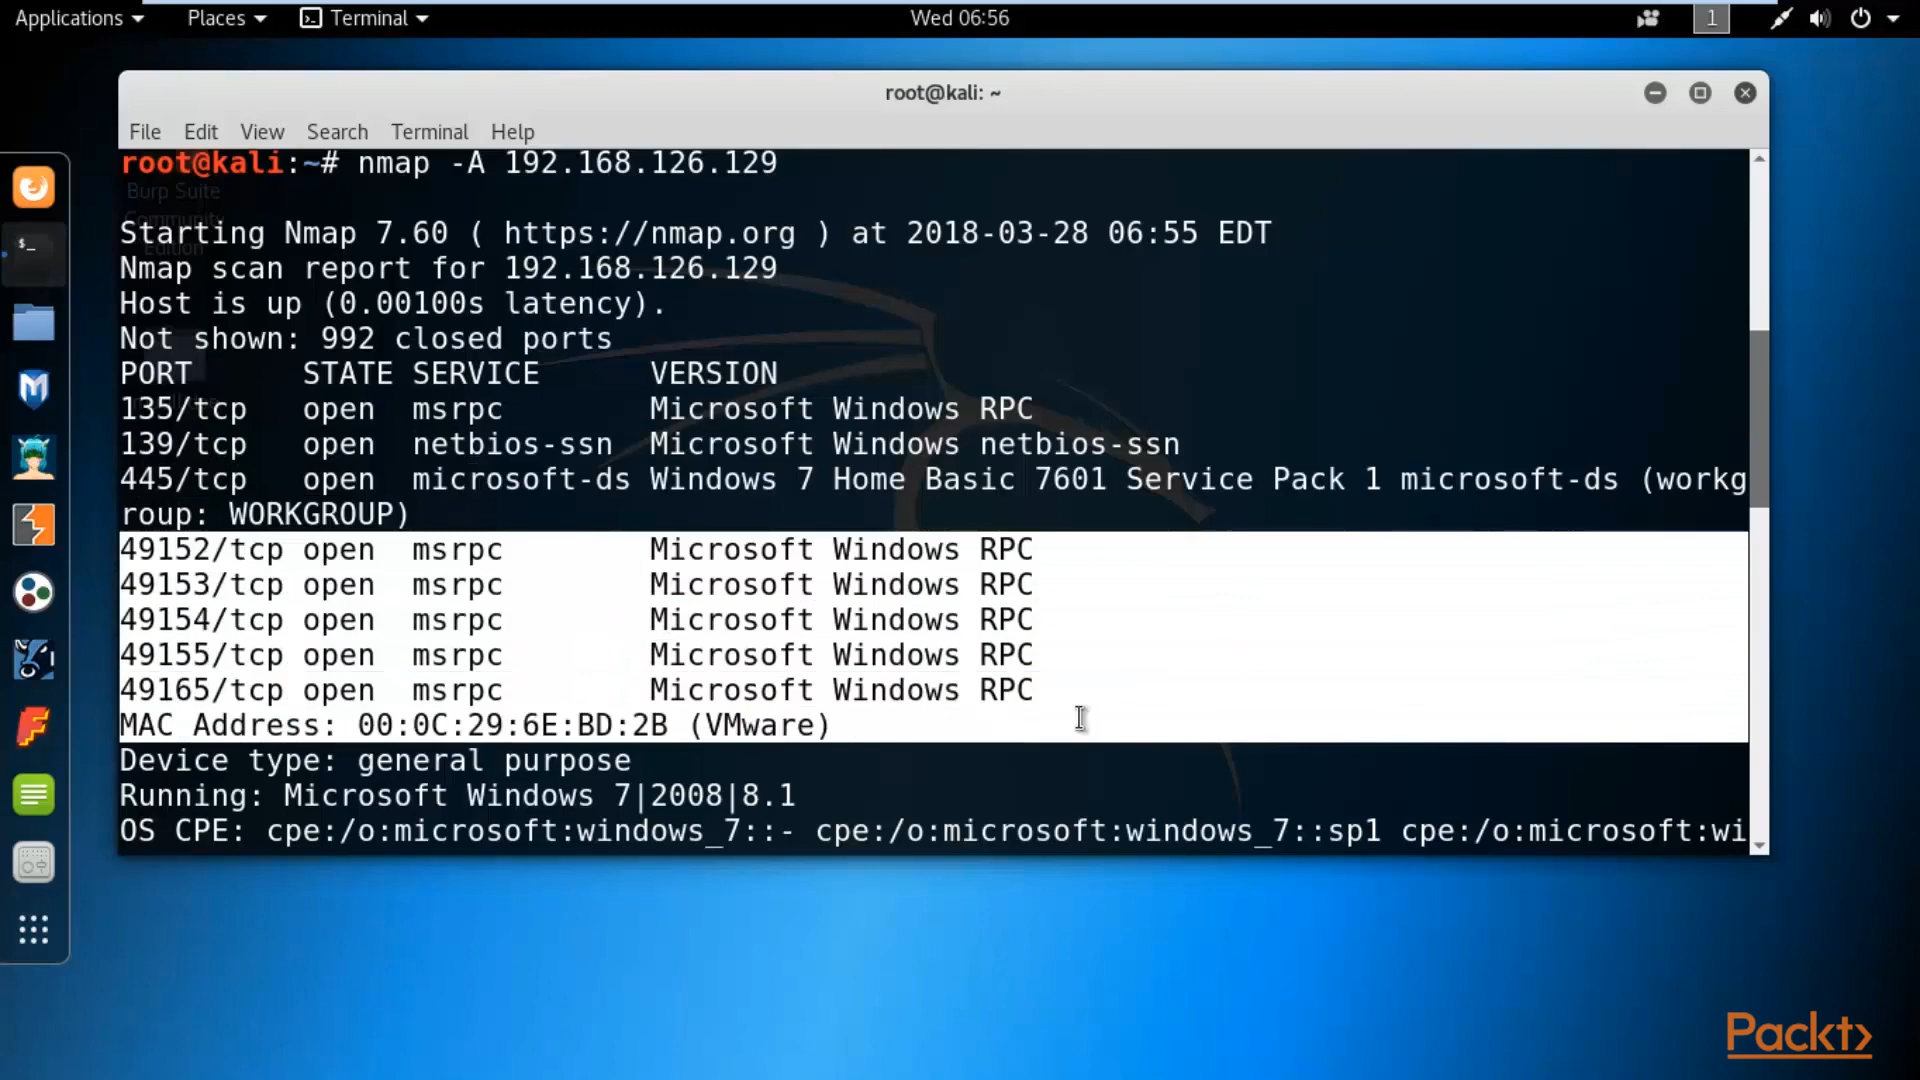 Applications Places Terminal Wed 06:56 1
root@kali: ~
File Edit View Search Terminal Help
root@kali:~# nmap -A 192.168.126.129
Burp Suite
Community
Edition
Starting Nmap 7.60 ( https://nmap.org ) at 2018-03-28 06:55 EDT
Nmap scan report for 192.168.126.129
Host is up (0.00100s latency).
Not shown: 992 closed ports
PORT STATE SERVICE VERSION
135/tcp open msrpc Microsoft Windows RPC
139/tcp open netbios-ssn Microsoft Windows netbios-ssn
445/tcp open microsoft-ds Windows 7 Home Basic 7601 Service Pack 1 microsoft-ds (workg
roup: WORKGROUP)
49152/tcp open msrpc Microsoft Windows RPC
49153/tcp open msrpc Microsoft Windows RPC
49154/tcp open msrpc Microsoft Windows RPC
49155/tcp open msrpc Microsoft Windows RPC
49165/tcp open msrpc Microsoft Windows RPC
MAC Address: 00:0C:29:6E:BD:2B (VMware)
Device type: general purpose
Running: Microsoft Windows 7|2008|8.1
OS CPE: cpe:/o:microsoft:windows_7::- cpe:/o:microsoft:windows_7::sp1 cpe:/o:microsoft:wi
Packt>